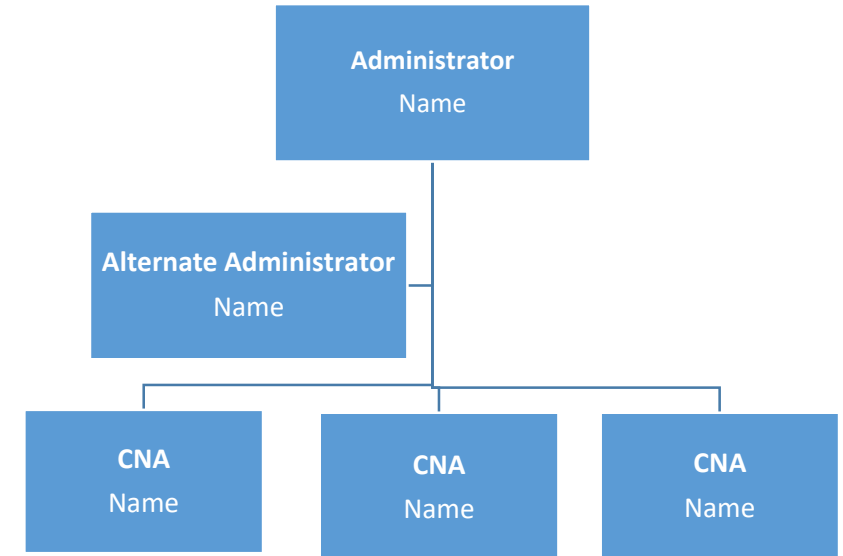 Administrator
Name
Alternate Administrator
Name
CNA
Name
CNA
Name
CNA
Name